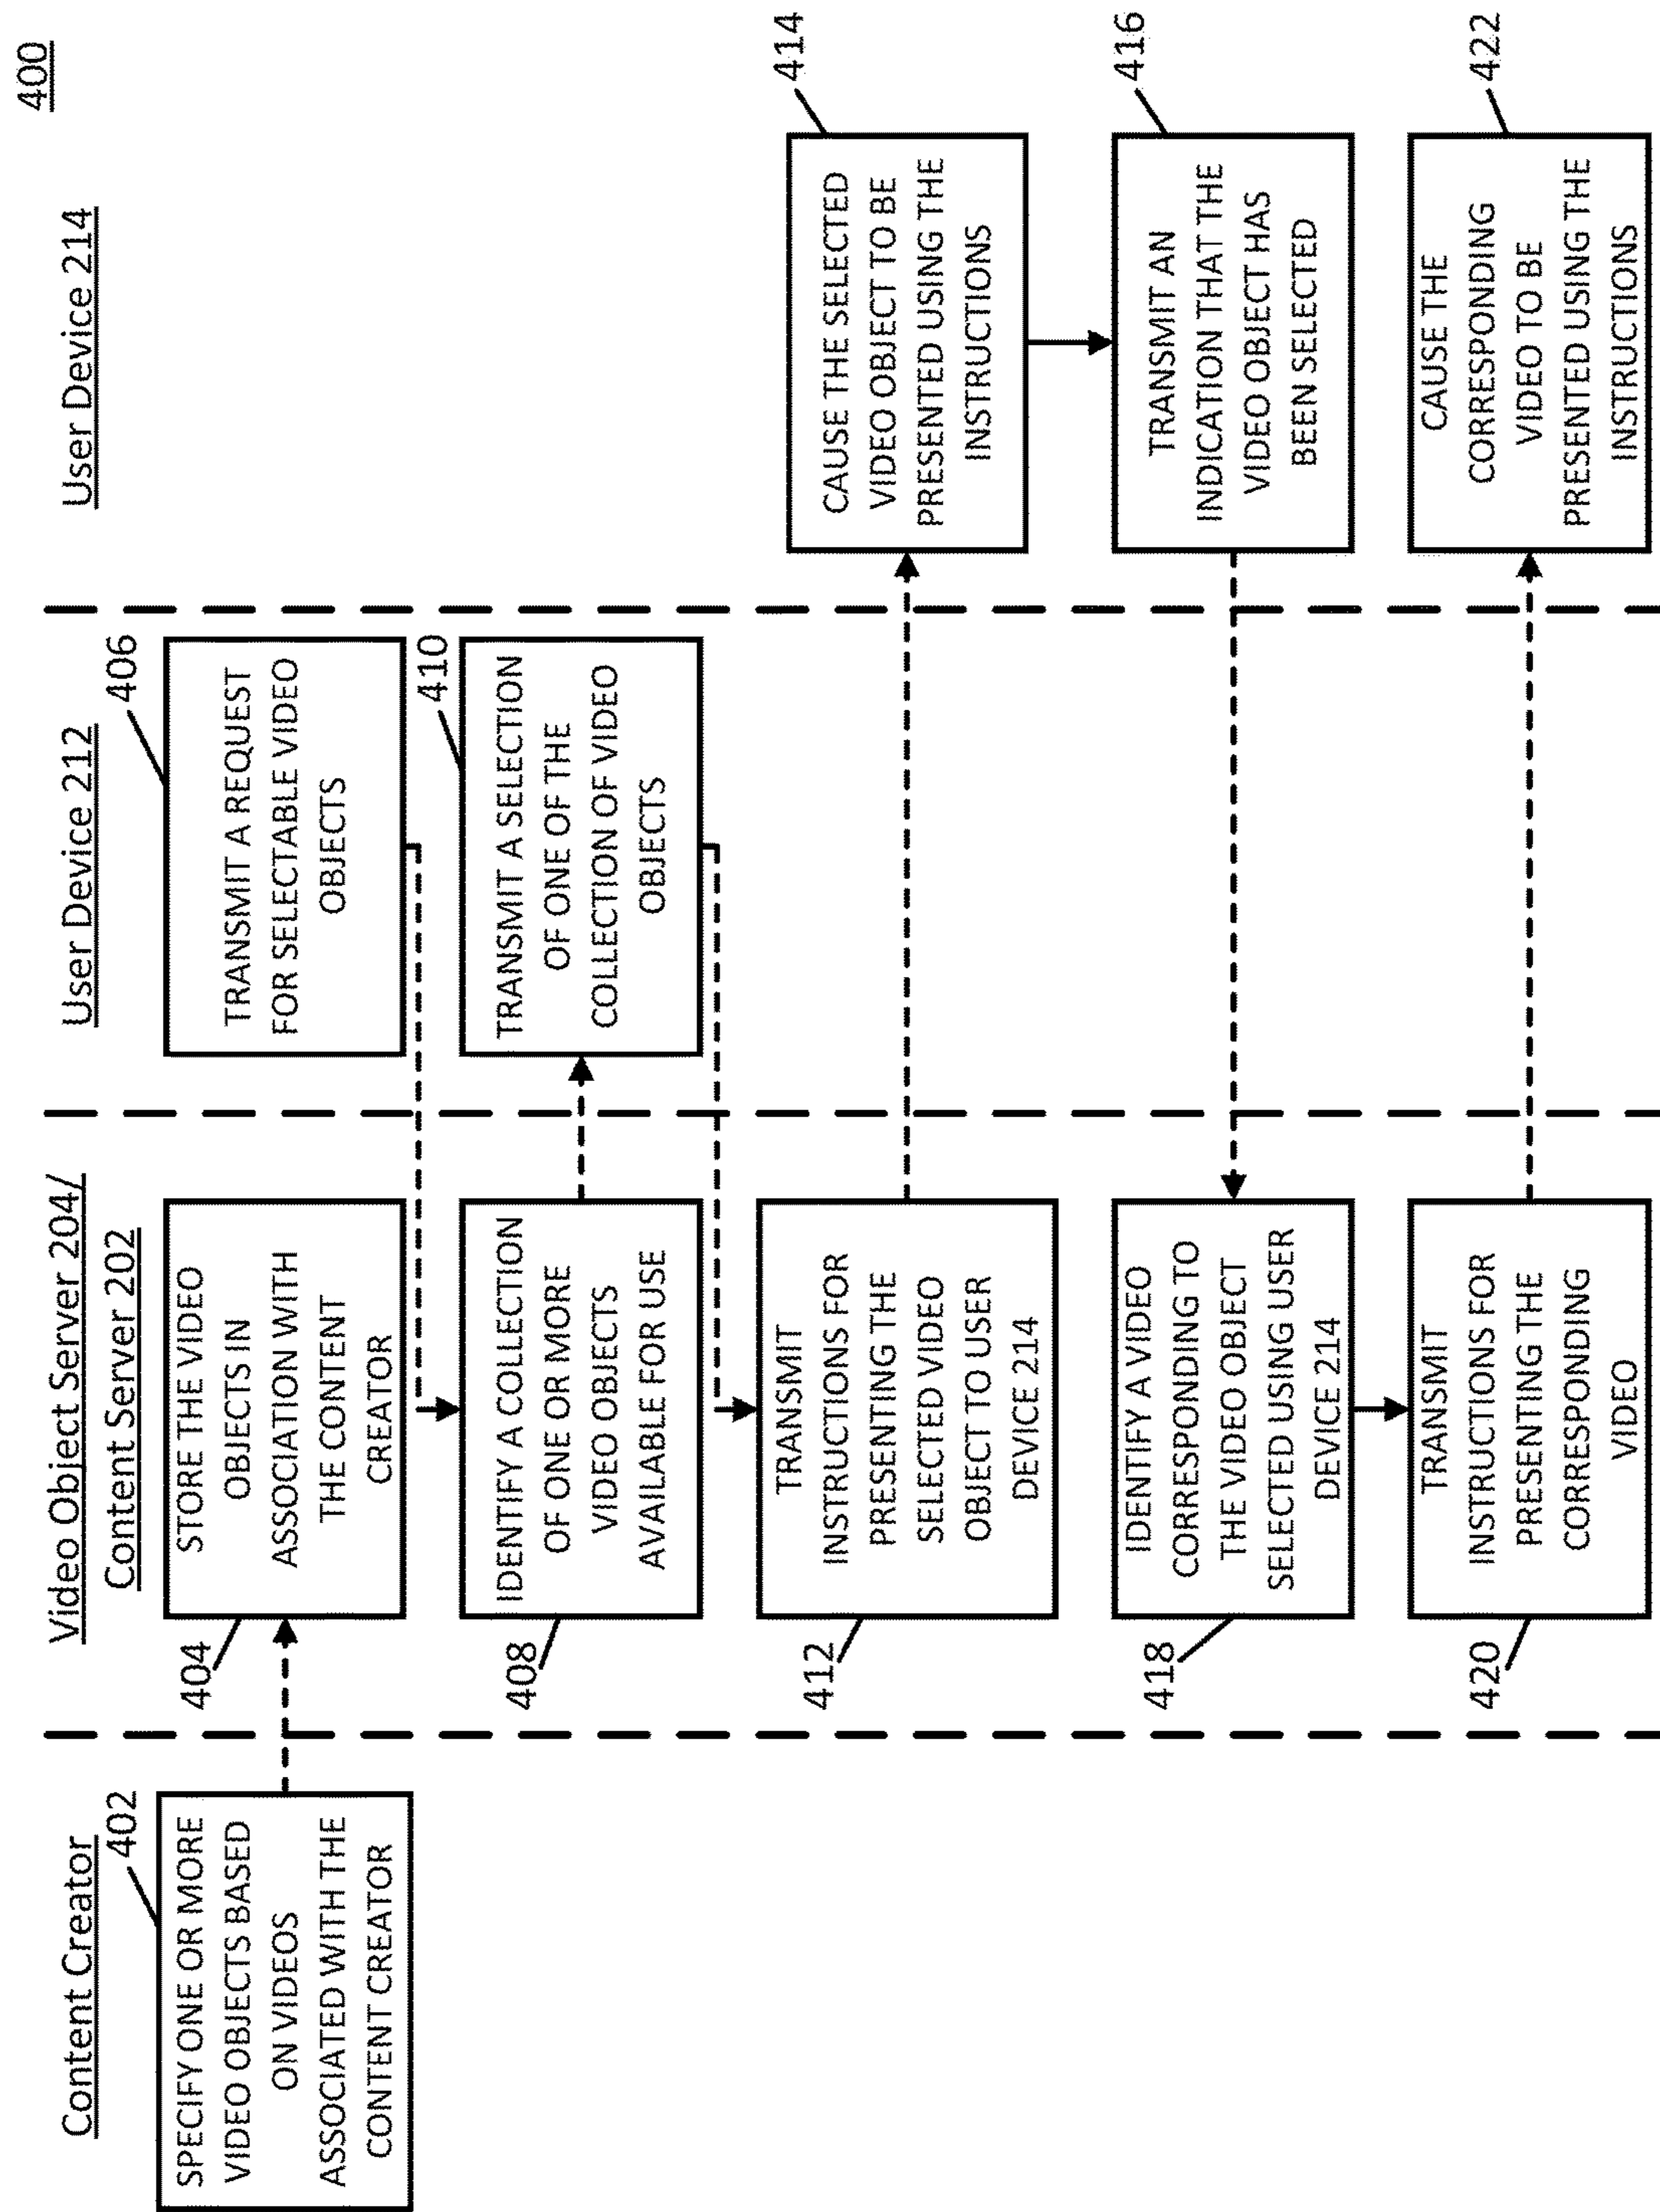 400
Content Creator
Video Object Server 204/
Content Server 202
User Device 212
User Device 214
402
SPECIFY ONE OR MORE
VIDEO OBJECTS BASED
ON VIDEOS
ASSOCIATED WITH THE
CONTENT CREATOR
404
STORE THE VIDEO
OBJECTS IN
ASSOCIATION WITH
THE CONTENT
CREATOR
406
TRANSMIT A REQUEST
FOR SELECTABLE VIDEO
OBJECTS
408
IDENTIFY A COLLECTION
OF ONE OR MORE
VIDEO OBJECTS
AVAILABLE FOR USE
410
TRANSMIT A SELECTION
OF ONE OF THE
COLLECTION OF VIDEO
OBJECTS
412
TRANSMIT
INSTRUCTIONS FOR
PRESENTING THE
SELECTED VIDEO
OBJECT TO USER
DEVICE 214
414
CAUSE THE SELECTED
VIDEO OBJECT TO BE
PRESENTED USING THE
INSTRUCTIONS
416
TRANSMIT AN
INDICATION THAT THE
VIDEO OBJECT HAS
BEEN SELECTED
418
IDENTIFY A VIDEO
CORRESPONDING TO
THE VIDEO OBJECT
SELECTED USING USER
DEVICE 214
420
TRANSMIT
INSTRUCTIONS FOR
PRESENTING THE
CORRESPONDING
VIDEO
422
CAUSE THE
CORRESPONDING
VIDEO TO BE
PRESENTED USING THE
INSTRUCTIONS